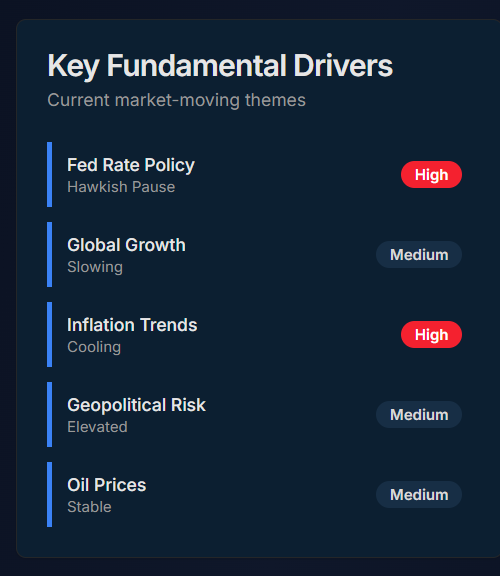 Key Fundamental Drivers
Current market-moving themes
Fed Rate Policy
Hawkish Pause
High
Global Growth
Slowing
Medium
Inflation Trends
Cooling
High
Geopolitical Risk
Elevated
Medium
Oil Prices
Stable
Medium